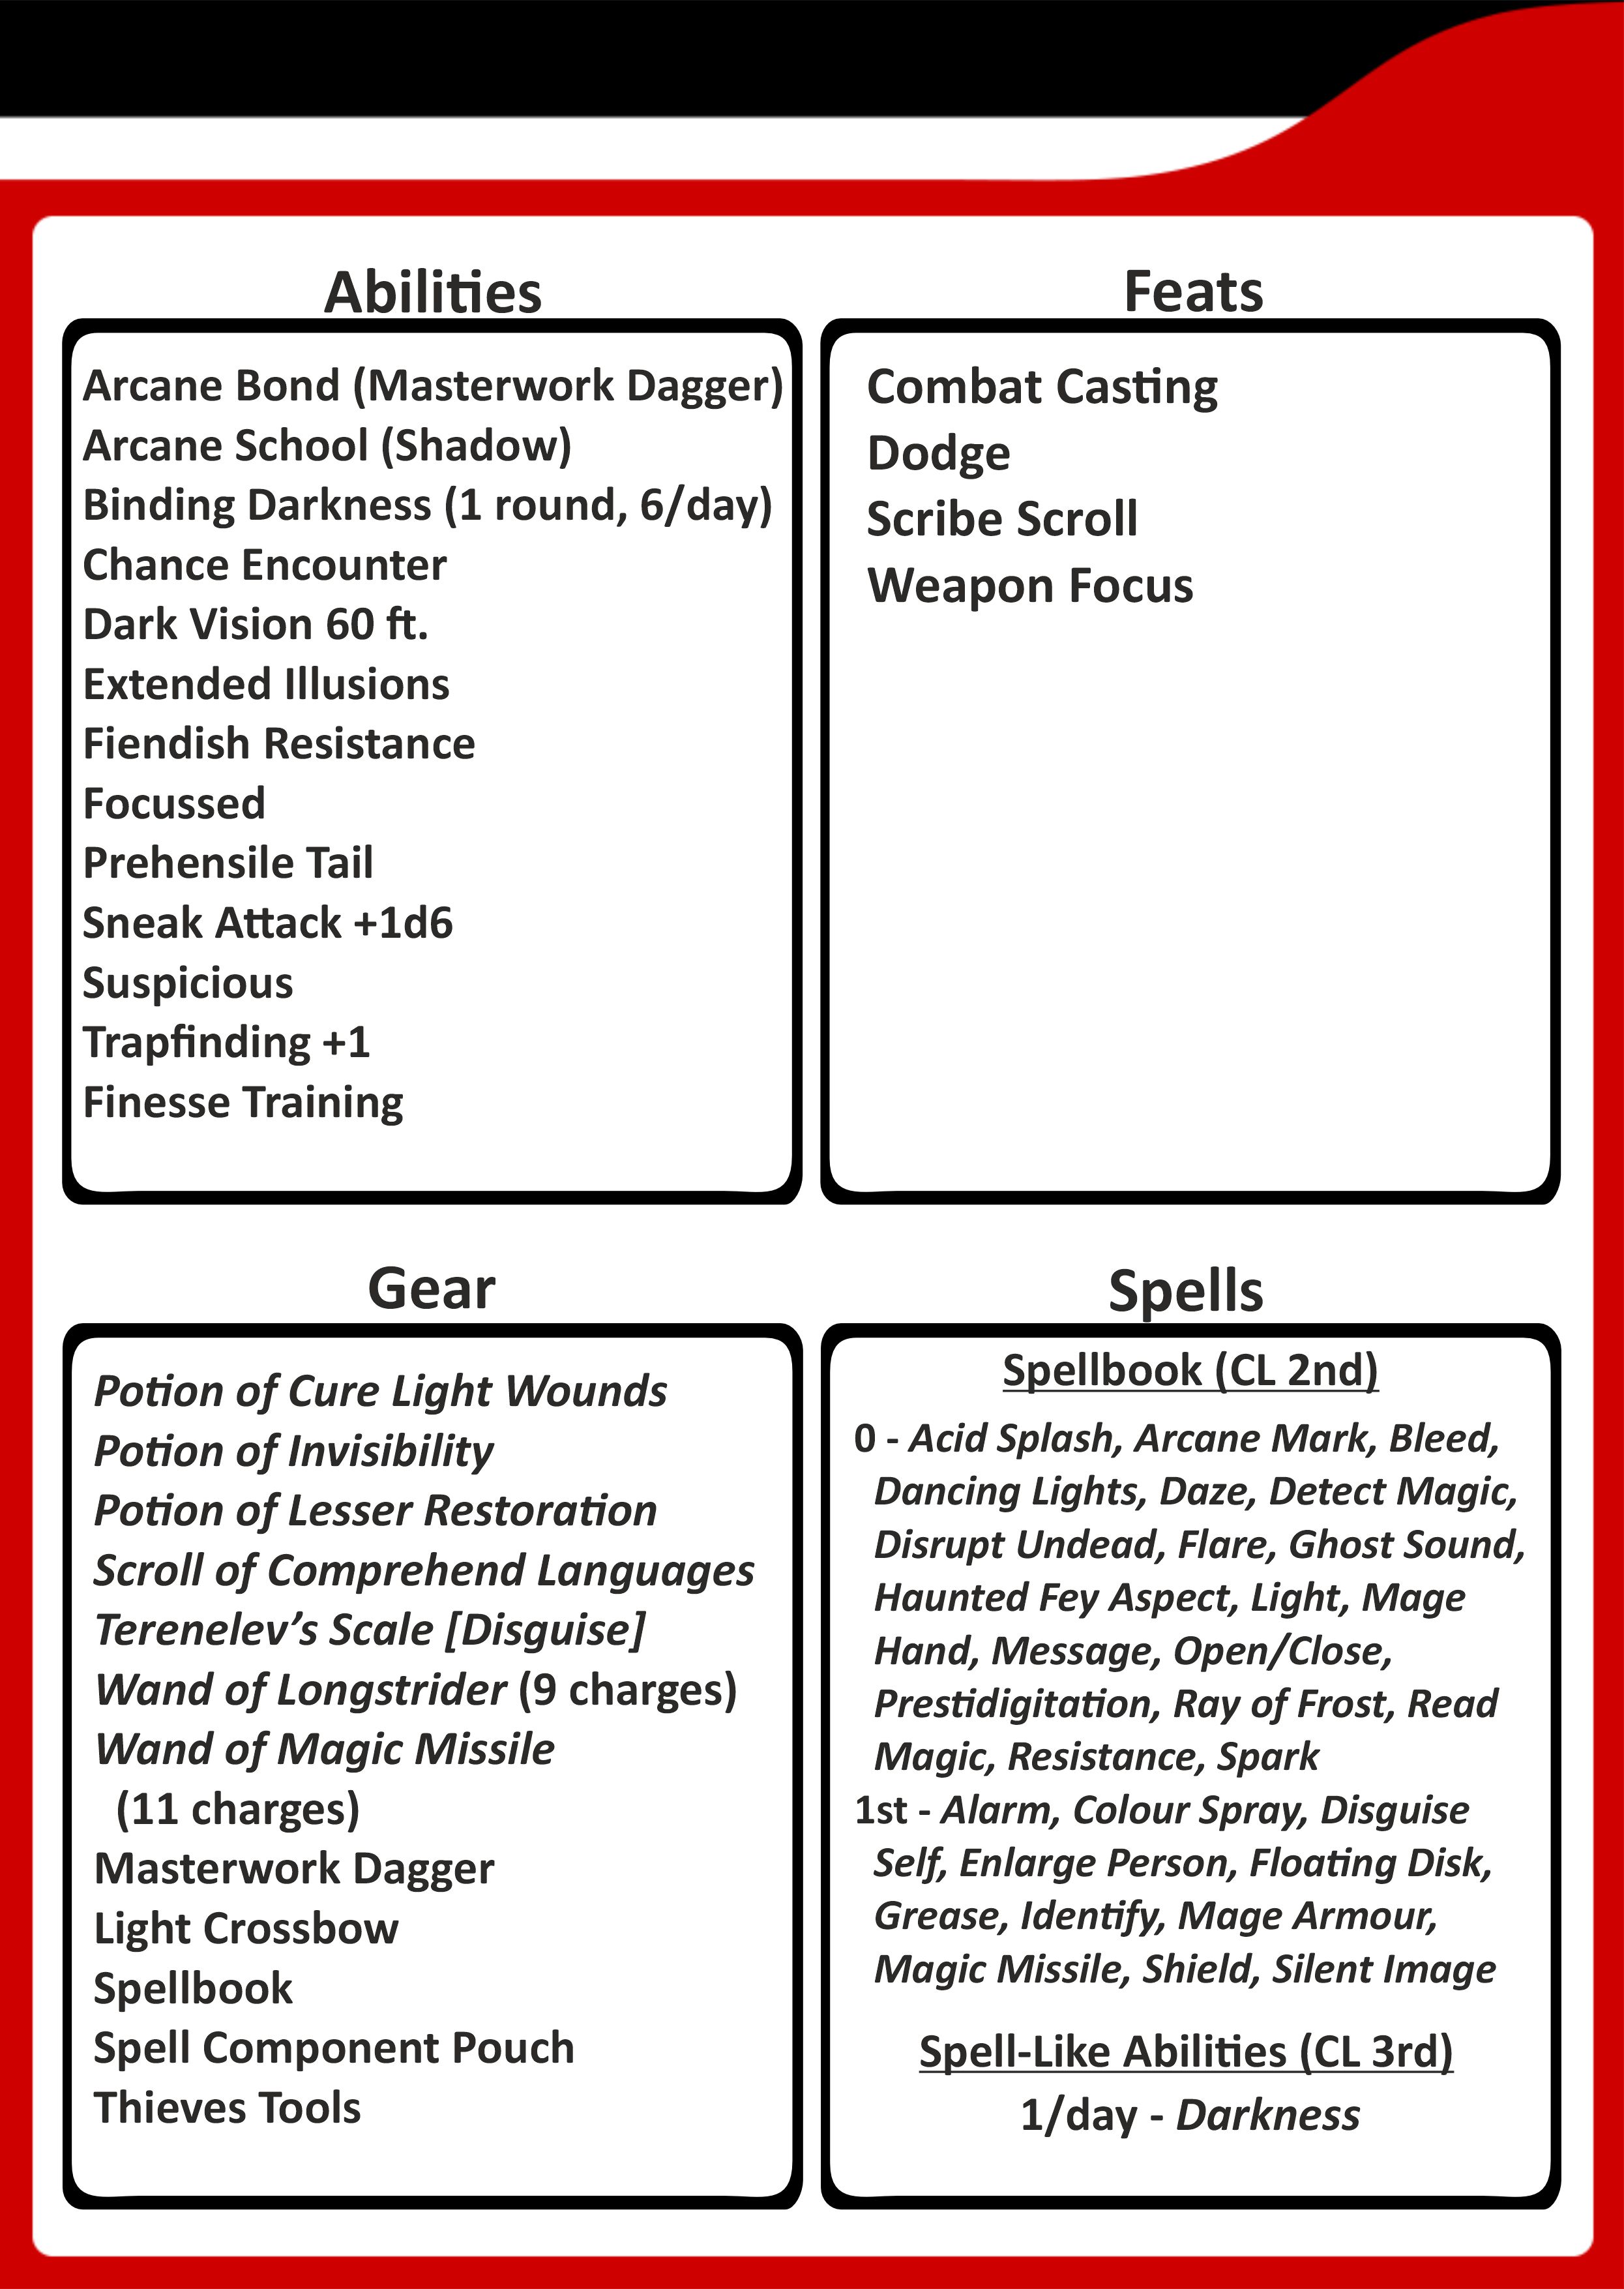 Abilities
Arcane Bond (Masterwork Dagger)
Arcane School (Shadow)
Binding Darkness (1 round, 6/day)
Chance Encounter
Dark Vision 60 ft.
Extended Illusions
Fiendish Resistance
Focussed
Prehensile Tail
Sneak Attack +1d6
Suspicious
Trapfinding +1
Finesse Training
Feats
Combat Casting
Dodge
Scribe Scroll
Weapon Focus
Gear
Potion of Cure Light Wounds
Potion of Invisibility
Potion of Lesser Restoration
Scroll of Comprehend Languages
Terenelev’s Scale [Disguise]
Wand of Longstrider (9 charges)
Wand of Magic Missile
(11 charges)
Masterwork Dagger
Light Crossbow
Spellbook
Spell Component Pouch
Thieves Tools
Spells
Spellbook (CL 2nd)
0 - Acid Splash, Arcane Mark, Bleed,
Dancing Lights, Daze, Detect Magic,
Disrupt Undead, Flare, Ghost Sound,
Haunted Fey Aspect, Light, Mage
Hand, Message, Open/Close,
Prestidigitation, Ray of Frost, Read
Magic, Resistance, Spark
1st - Alarm, Colour Spray, Disguise
Self, Enlarge Person, Floating Disk,
Grease, Identify, Mage Armour,
Magic Missile, Shield, Silent Image
Spell-Like Abilities (CL 3rd)
1/day - Darkness